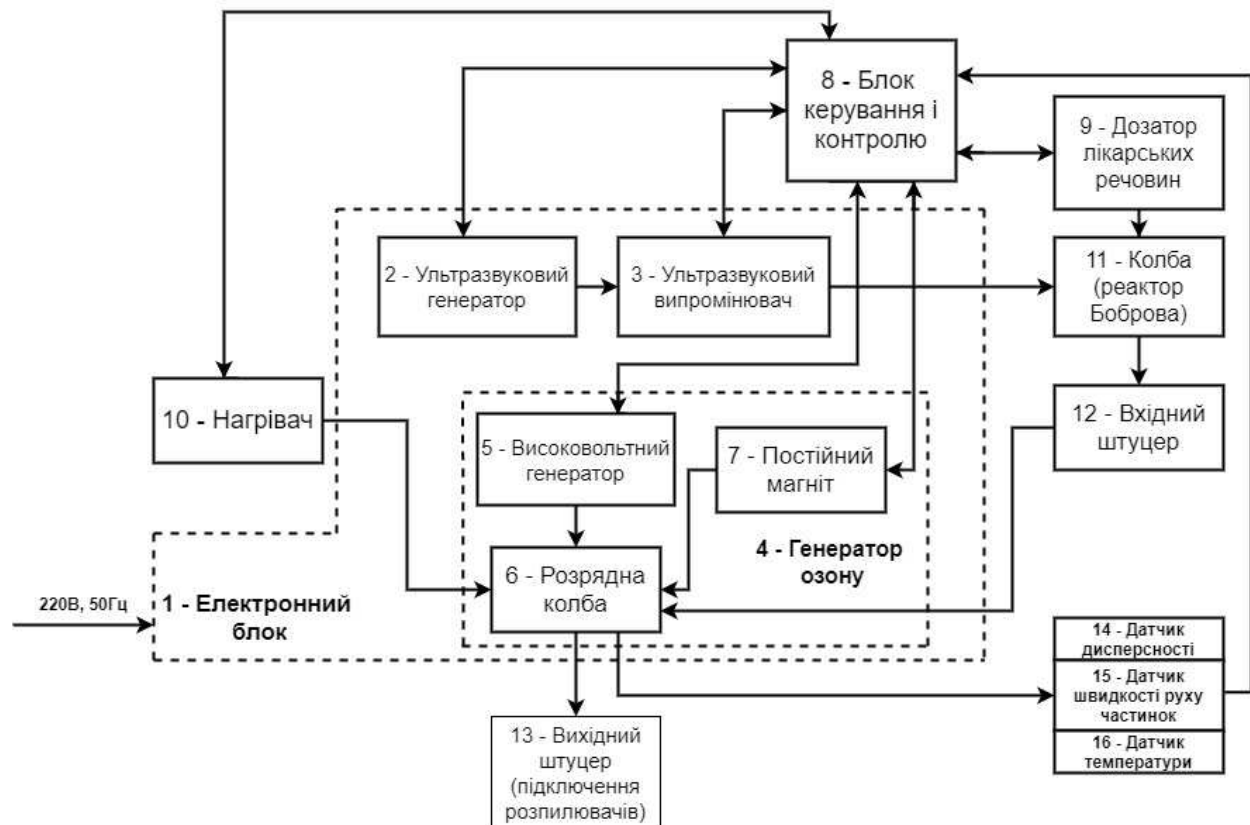 8 - Блок
керування і
контролю
9 - Дозатор
лікарських
речовин
2 - Ультразвуковий
генератор
3 - Ультразвуковий
випромінювач
11 - Колба
(реактор
Боброва)
10 - Нагрівач
5 - Високовольтний
генератор
7 - Постійний
магніт
12 - Вхідний
штуцер
4 - Генератор
озону
6 - Розрядна
колба
220В, 50Гц
1 - Електронний
блок
14 - Датчик
дисперсності
15 - Датчик
швидкості руху
частинок
16 - Датчик
температури
13 - Вихідний
штуцер
(підключення
розпилювачів)